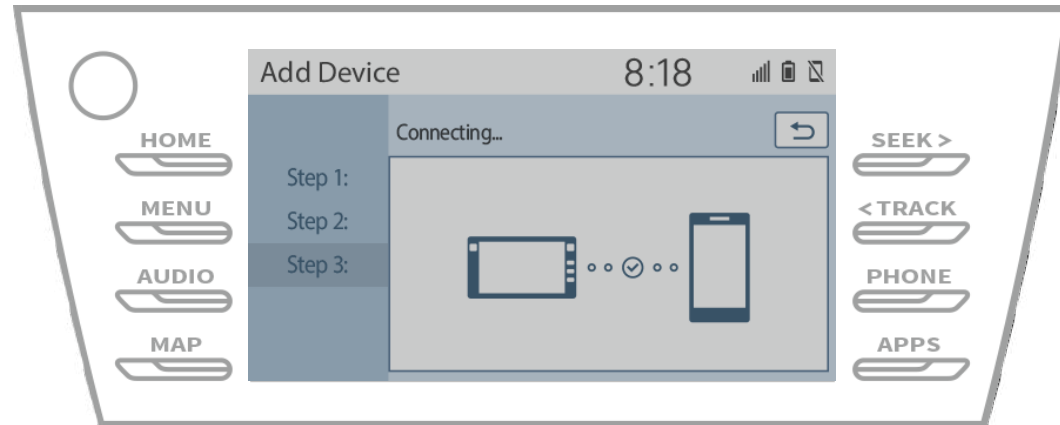 Add Device
8:18
Connecting...
Step 1:
Step 2:
Step 3:
HOME
MENU
AUDIO
MAP
SEEK >
< TRACK
PHONE
APPS